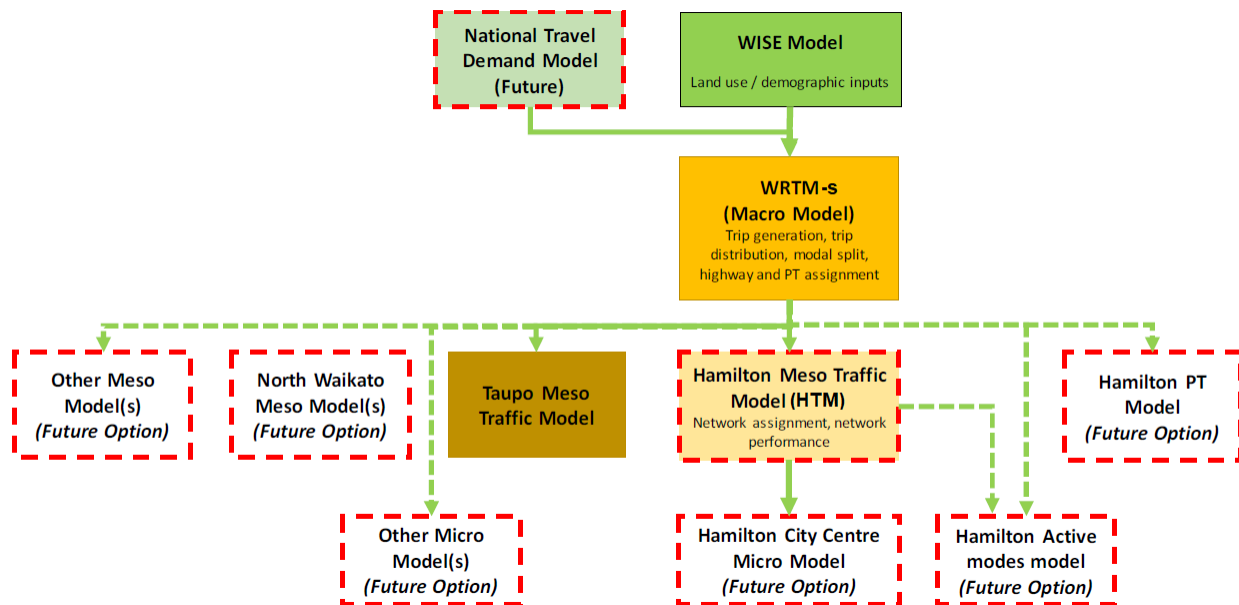 National Travel
Demand Model
(Future)
WISE Model
Land use / demographic inputs
WRTM-s
(Macro Model)
Trip generation, trip
distribution, modal split,
highway and PT assignment
Other Meso
Model(s)
(Future Option)
North Waikato
Meso Model(s)
(Future Option)
Taupo Meso
Traffic Model
Hamilton Meso Traffic
Model (HTM)
Network assignment, network
performance
Hamilton PT
Model
(Future Option)
Other Micro
Model(s)
(Future Option)
Hamilton City Centre
Micro Model
(Future Option)
Hamilton Active
modes model
(Future Option)